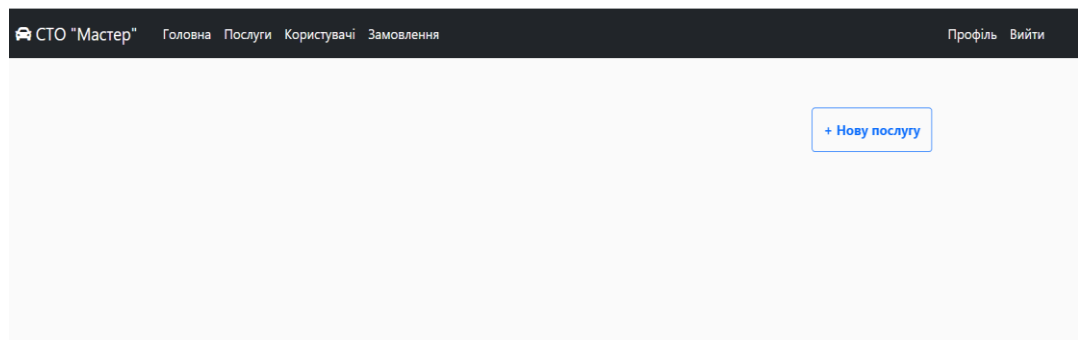 СТО "Мастер" Головна Послуги Користувачі Замовлення Профіль Вийти
+ Нову послугу